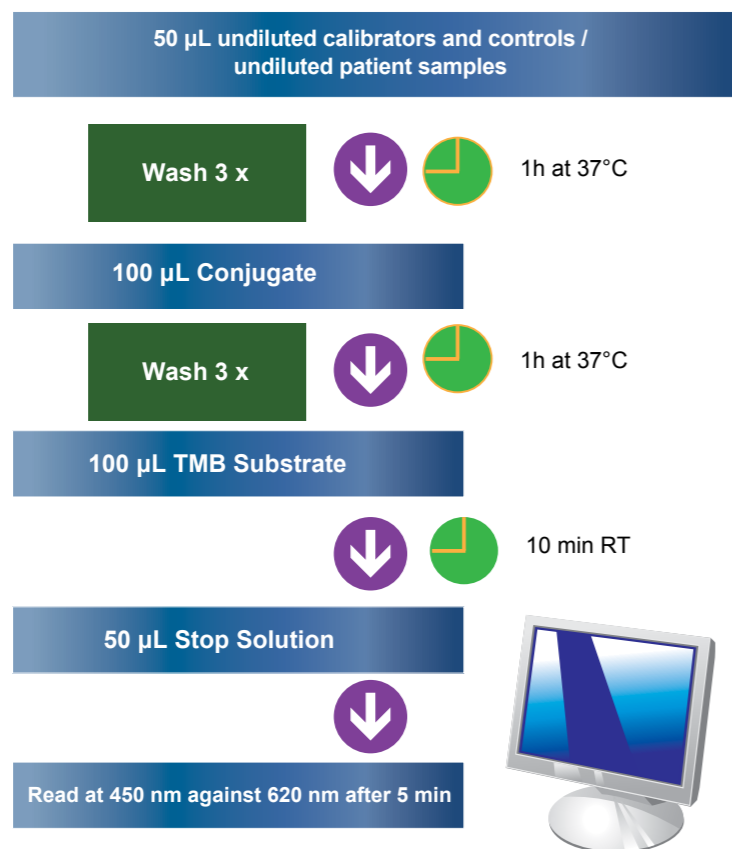 50 µL undiluted calibrators and controls /
undiluted patient samples
Wash 3 x
1h at 37°C
100 µL Conjugate
Wash 3 x
1h at 37°C
100 µL TMB Substrate
10 min RT
50 µL Stop Solution
Read at 450 nm against 620 nm after 5 min